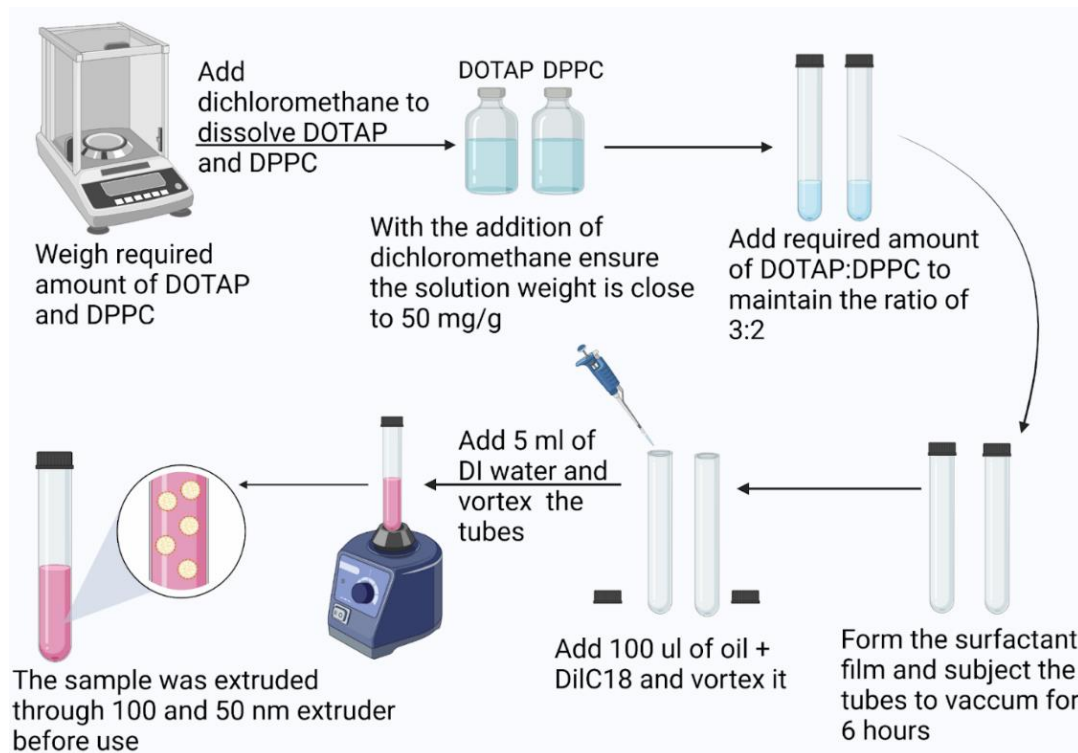 Weigh required
amount of DOTAP
and DPPC
Add
dichloromethane to
dissolve DOTAP
and DPPC
DOTAP DPPC
With the addition of
dichloromethane ensure
the solution weight is close
to 50 mg/g
Add required amount
of DOTAP:DPPC to
maintain the ratio of
3:2
Form the surfactant
film and subject the
tubes to vaccum for
6 hours
Add 100 ul of oil +
DilC18 and vortex it
Add 5 ml of
DI water and
vortex the
tubes
The sample was extruded
through 100 and 50 nm extruder
before use